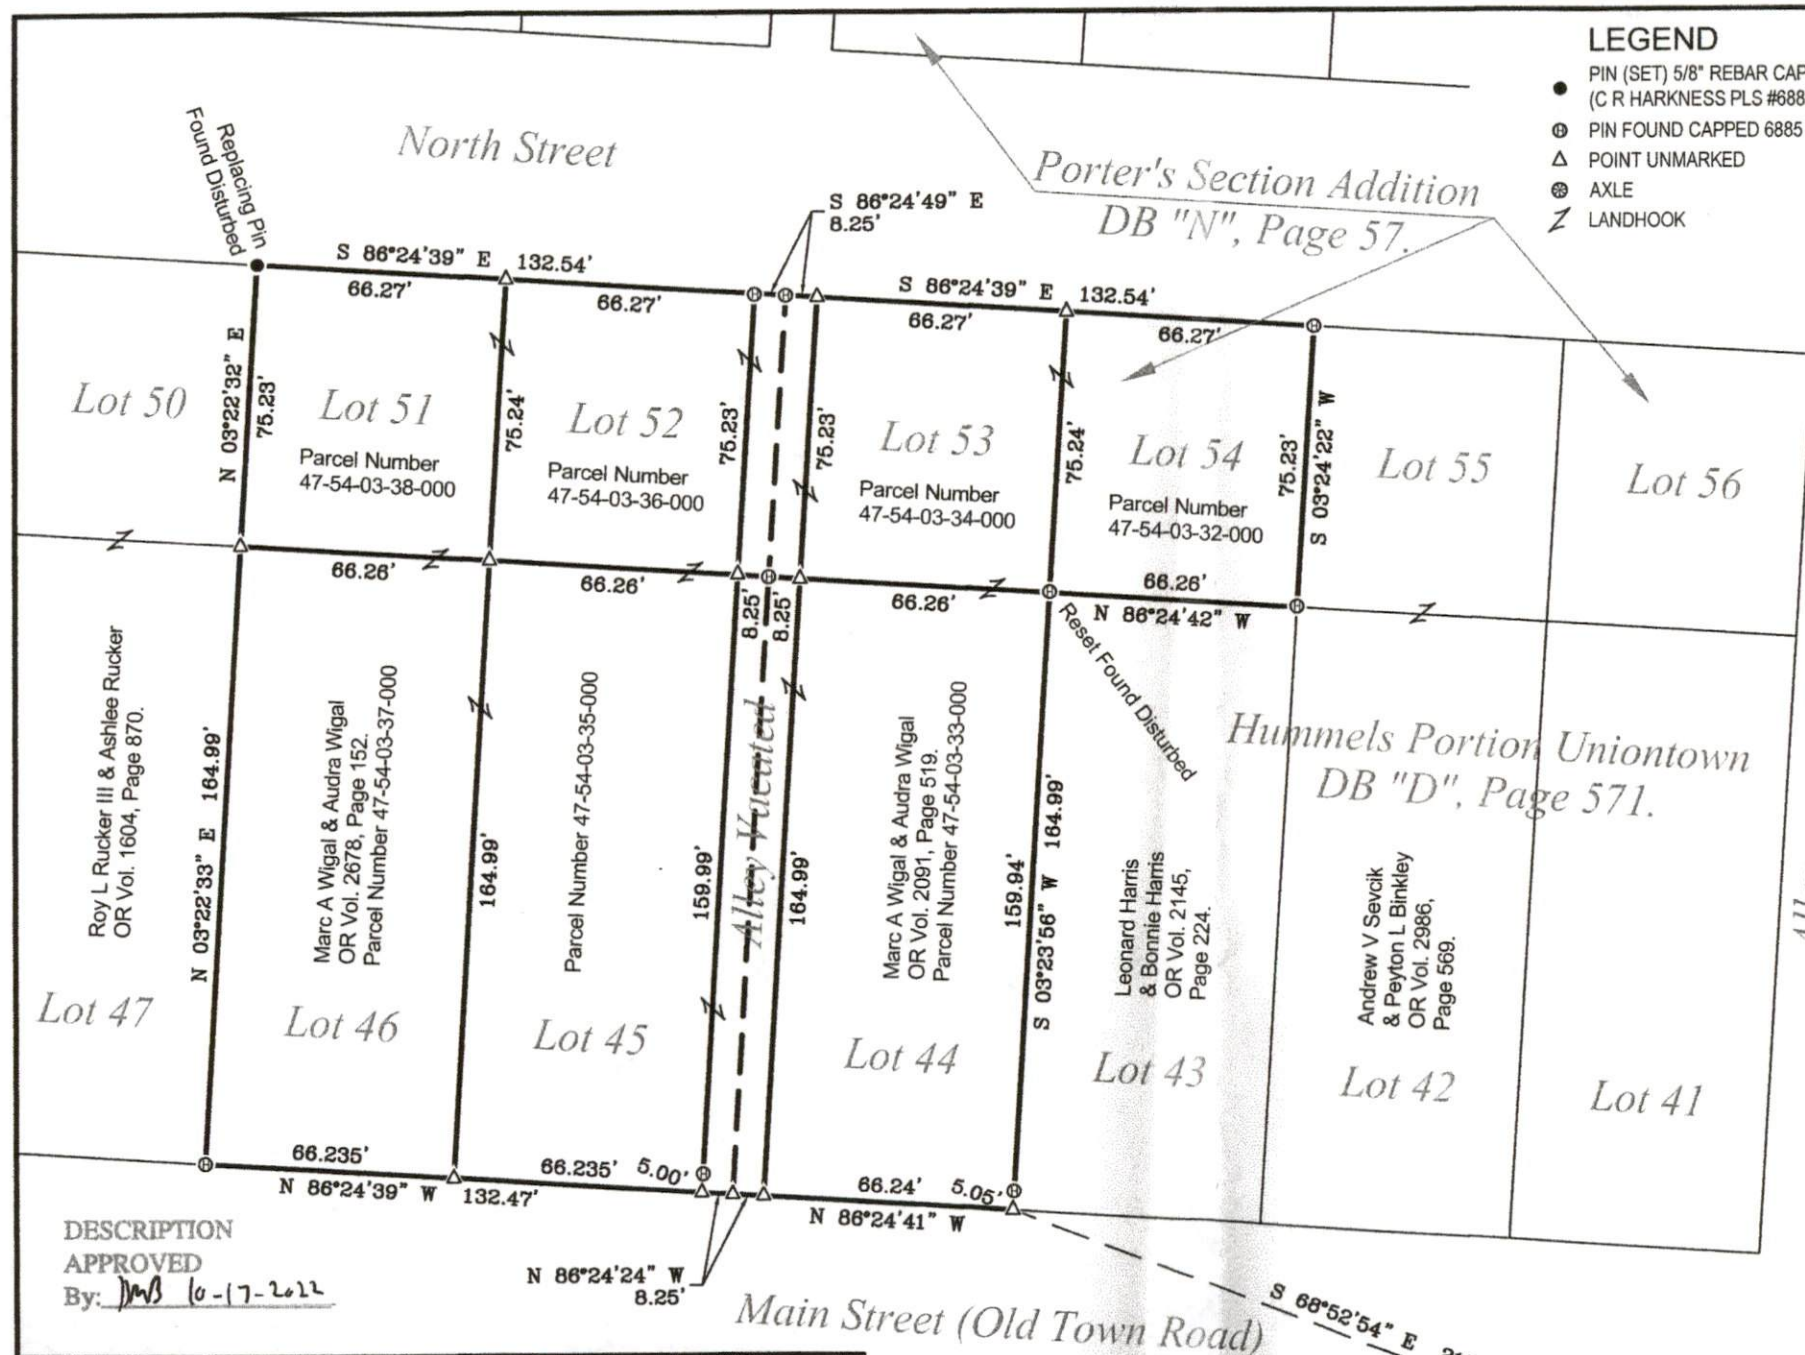 LEGEND
PIN (SET) 5/8" REBAR CAP
(C R HARKNESS PLS #688
PIN FOUND CAPPED 6885
POINT UNMARKED
AXLE
LANDHOOK
North Street
Replacing Pin
Found Disturbed
Porter's Section Addition
DB "N", Page 57.
S 86°24'49" E
8.25'
S 86°24'39" E 132.54'
66.27'
66.27'
S 86°24'39" E 132.54'
66.27'
66.27'
Lot 50
N 03°22'32" E
75.23'
Lot 51
Parcel Number
47-54-03-38-000
75.24'
Lot 52
Parcel Number
47-54-03-36-000
75.23'
75.23'
Lot 53
Parcel Number
47-54-03-34-000
75.24'
Lot 54
Parcel Number
47-54-03-32-000
75.23'
S 03°24'22" W
Lot 55
Lot 56
66.26'
66.26'
8.25'
8.25'
66.26'
66.26'
N 86°24'42" W
Reset Found Disturbed
Roy L Rucker III & Ashlee Rucker
OR Vol. 1604, Page 870.
N 03°22'33" E 164.99'
Marc A Wigal & Audra Wigal
OR Vol. 2678, Page 152.
Parcel Number 47-54-03-37-000
164.99'
Parcel Number 47-54-03-35-000
159.99'
Alley Vacated
164.99'
Marc A Wigal & Audra Wigal
OR Vol. 2091, Page 519.
Parcel Number 47-54-03-33-000
159.94'
S 03°23'56" W 164.99'
Leonard Harris
& Bonnie Harris
OR Vol. 2145,
Page 224.
Hummels Portion Uniontown
DB "D", Page 571.
Andrew V Sevcik
& Peyton L Binkley
OR Vol. 2986,
Page 569.
Lot 47
Lot 46
Lot 45
Lot 44
Lot 43
Lot 42
Lot 41
66.235'
66.235' 5.00'
N 86°24'39" W 132.47'
66.24' 5.05'
N 86°24'41" W
N 86°24'24" W
8.25'
DESCRIPTION
APPROVED
By: DMB 10-17-2022
Main Street (Old Town Road)
S 68°52'54" E